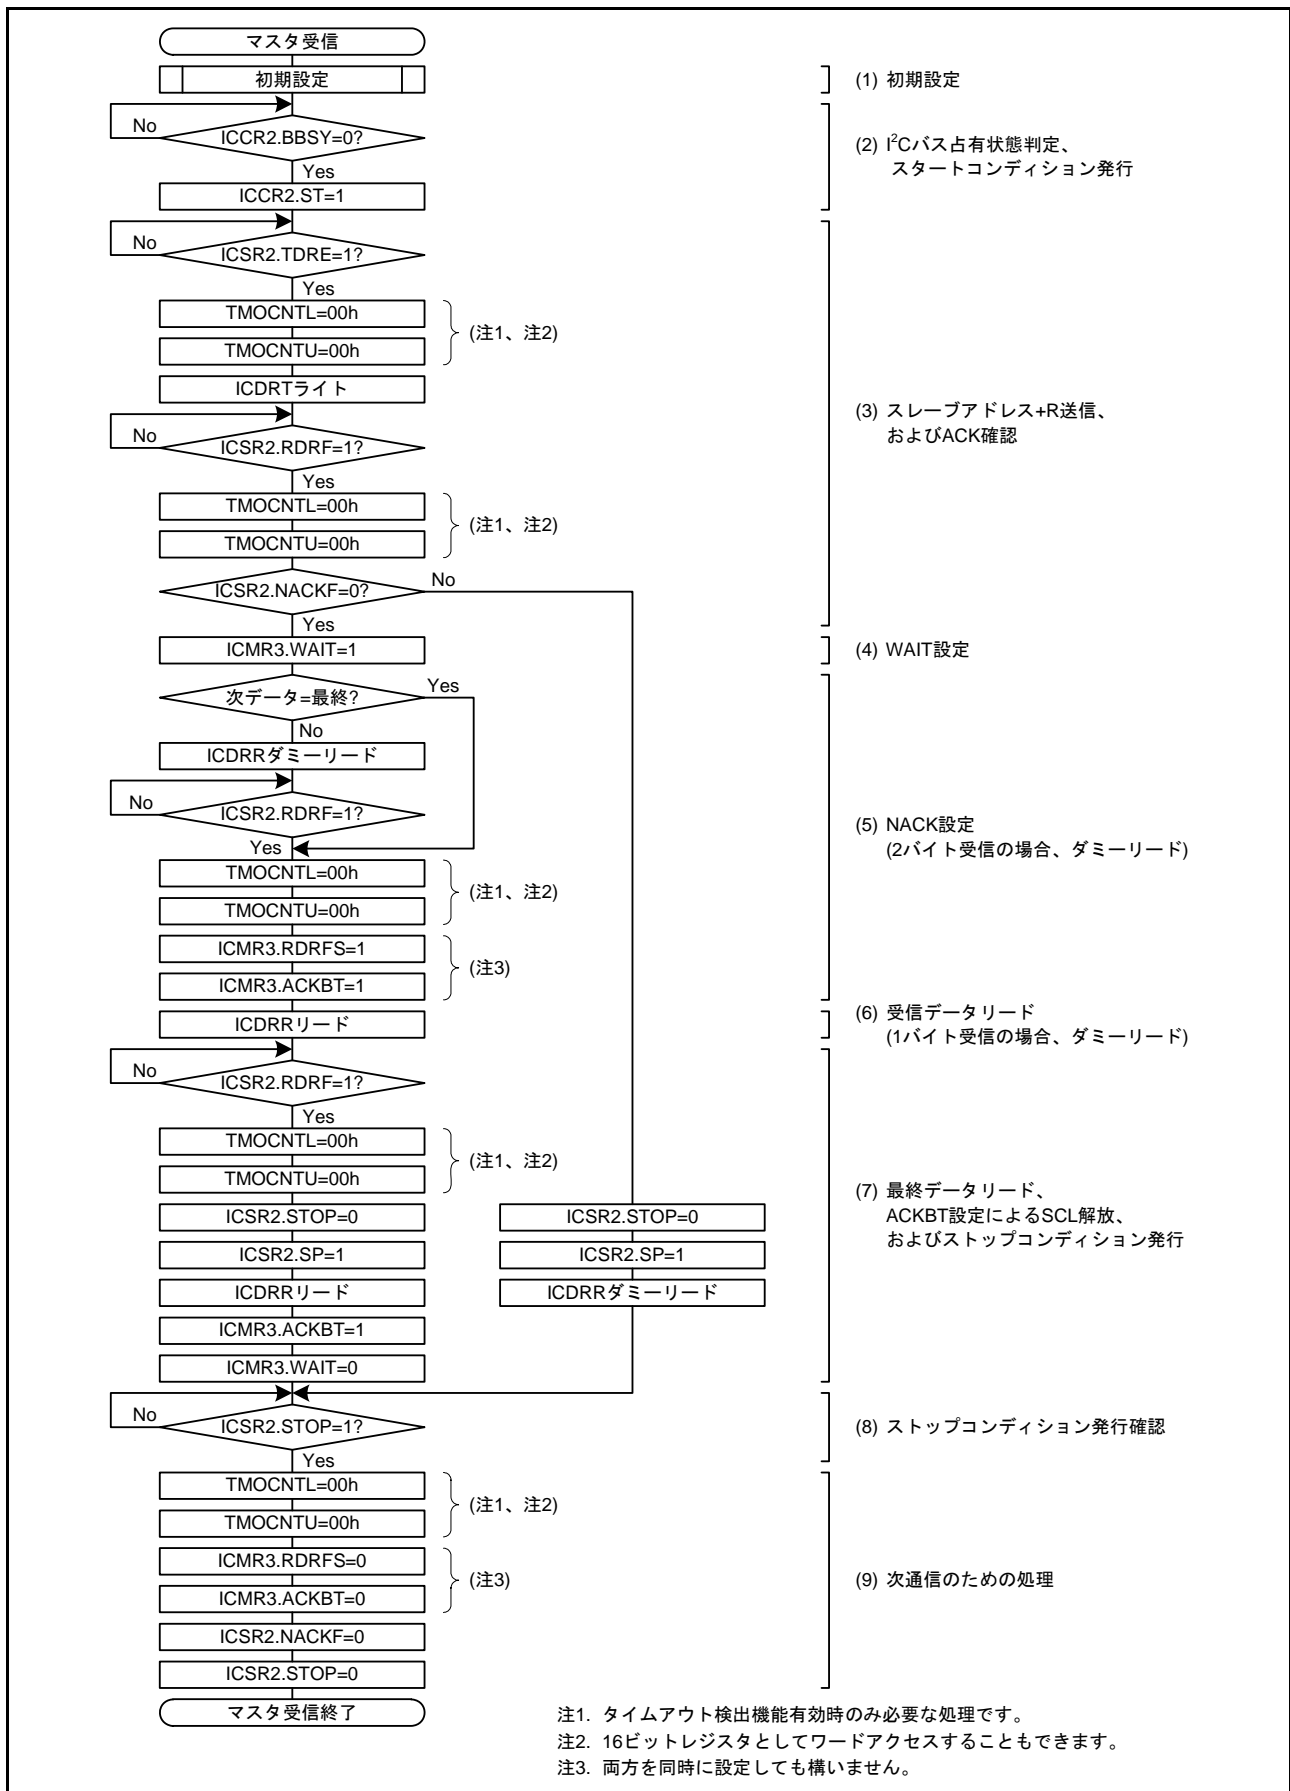 マスタ受信
初期設定
(1) 初期設定
No
ICCR2.BBSY=0?
Yes
ICCR2.ST=1
(2) I²Cバス占有状態判定、
スタートコンディション発行
No
ICSR2.TDRE=1?
Yes
TMOCNTL=00h
TMOCNTU=00h
(注1、注2)
ICDRTライト
No
ICSR2.RDRF=1?
Yes
TMOCNTL=00h
TMOCNTU=00h
(注1、注2)
ICSR2.NACKF=0?
No
Yes
(3) スレーブアドレス+R送信、
およびACK確認
ICMR3.WAIT=1
(4) WAIT設定
次データ=最終?
Yes
No
ICDRRダミーリード
No
ICSR2.RDRF=1?
Yes
TMOCNTL=00h
TMOCNTU=00h
(注1、注2)
ICMR3.RDRFS=1
ICMR3.ACKBT=1
(注3)
(5) NACK設定
(2バイト受信の場合、ダミーリード)
ICDRRリード
(6) 受信データリード
(1バイト受信の場合、ダミーリード)
No
ICSR2.RDRF=1?
Yes
TMOCNTL=00h
TMOCNTU=00h
(注1、注2)
ICSR2.STOP=0
ICSR2.SP=1
ICDRRリード
ICMR3.ACKBT=1
ICMR3.WAIT=0
ICSR2.STOP=0
ICSR2.SP=1
ICDRRダミーリード
(7) 最終データリード、
ACKBT設定によるSCL解放、
およびストップコンディション発行
No
ICSR2.STOP=1?
Yes
(8) ストップコンディション発行確認
TMOCNTL=00h
TMOCNTU=00h
(注1、注2)
ICMR3.RDRFS=0
ICMR3.ACKBT=0
(注3)
ICSR2.NACKF=0
ICSR2.STOP=0
(9) 次通信のための処理
マスタ受信終了
注1. タイムアウト検出機能有効時のみ必要な処理です。
注2. 16ビットレジスタとしてワードアクセスすることもできます。
注3. 両方を同時に設定しても構いません。